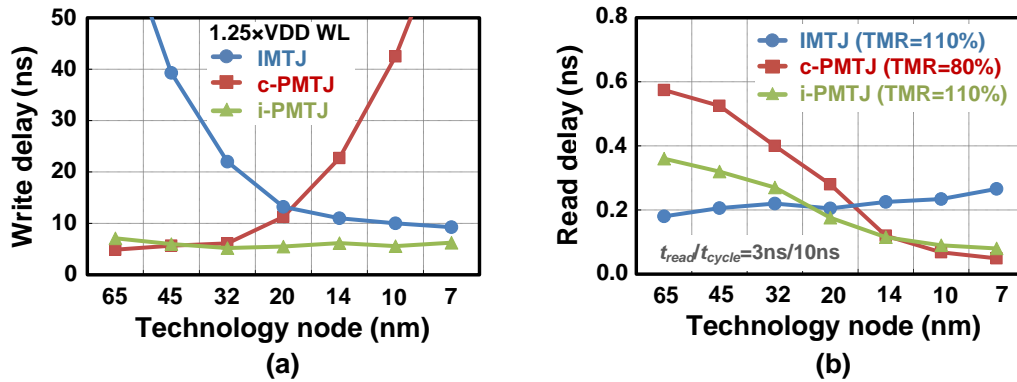 50
40
30
20
10
0
Write delay (ns)
1.25×VDD WL
IMTJ
c-PMTJ
i-PMTJ
65 45 32 20 14 10 7
Technology node (nm)
(a)
0.8
0.6
0.4
0.2
0.0
Read delay (ns)
IMTJ (TMR=110%)
c-PMTJ (TMR=80%)
i-PMTJ (TMR=110%)
tread/tcycle=3ns/10ns
65 45 32 20 14 10 7
Technology node (nm)
(b)